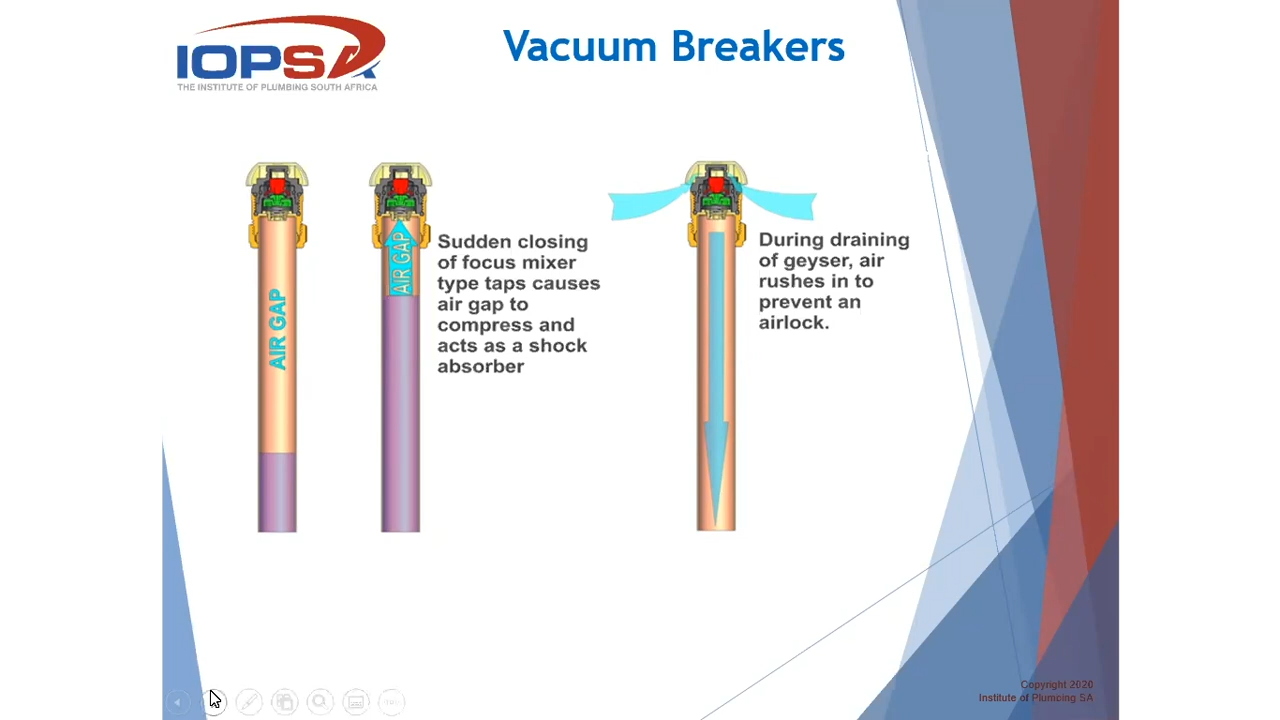 IOPSA
THE INSTITUTE OF PLUMBING SOUTH AFRICA
Vacuum Breakers
AIR GAP
AIR GAP
Sudden closing
of focus mixer
type taps causes
air gap to
compress and
acts as a shock
absorber
During draining
of geyser, air
rushes in to
prevent an
airlock.
Copyright 2020
Institute of Plumbing SA